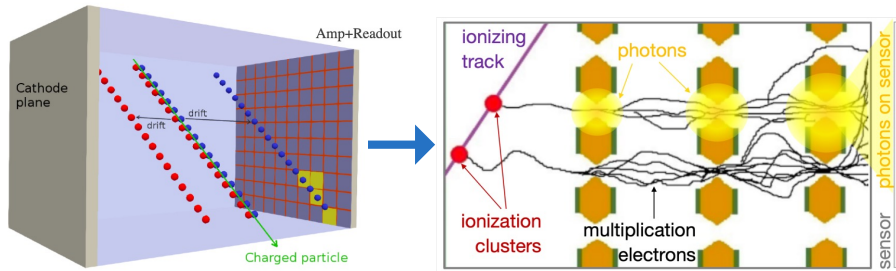 Amp+Readout
Cathode
plane
drift
drift
Charged particle
ionizing
track
photons
ionization
clusters
multiplication
electrons
photons on sensor
sensor